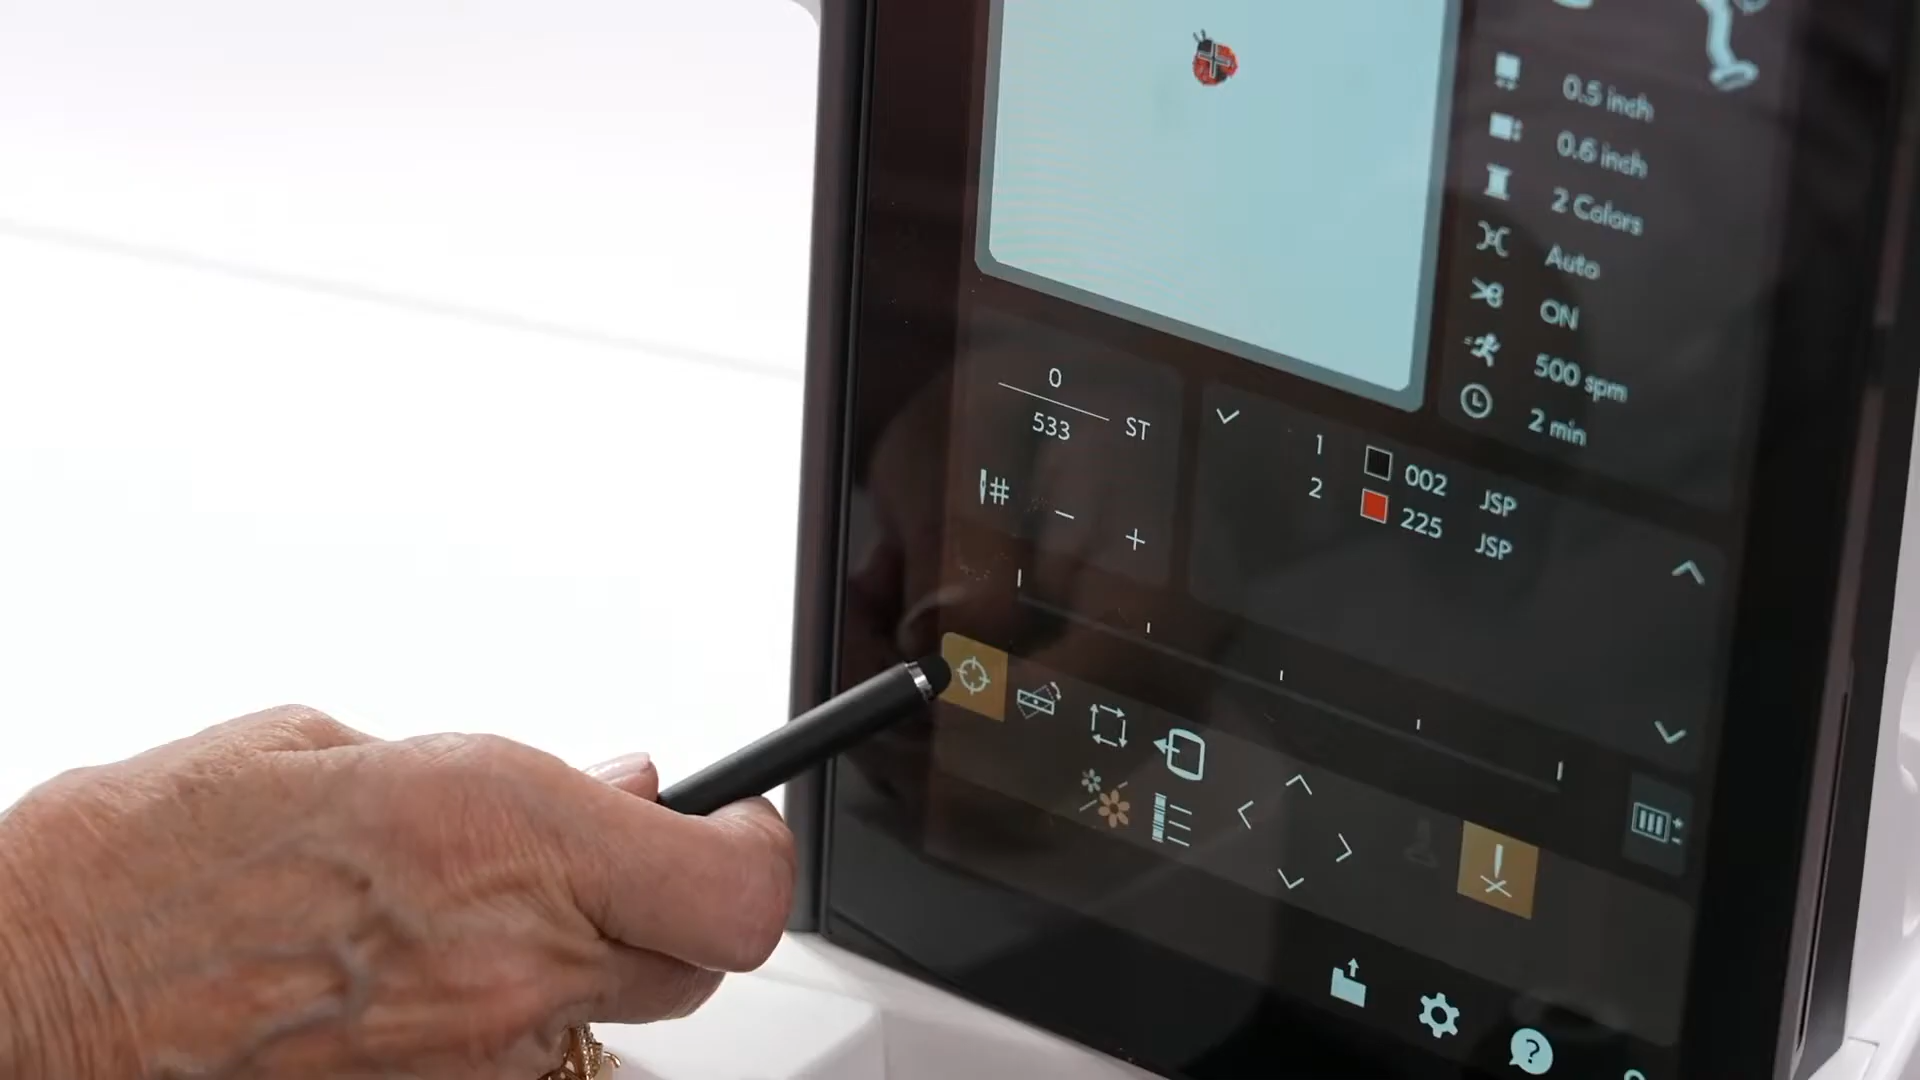 0.5 inch
0.6 inch
2 Colors
Auto
ON
500 spm
2 min
0
533 ST
1 002 JSP
2 225 JSP
#
- +
?